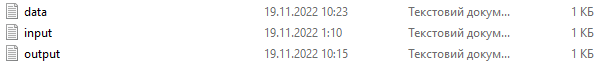 data 19.11.2022 10:23 Текстовий докум... 1 КБ
input 19.11.2022 1:10 Текстовий докум... 1 КБ
output 19.11.2022 10:15 Текстовий докум... 1 КБ